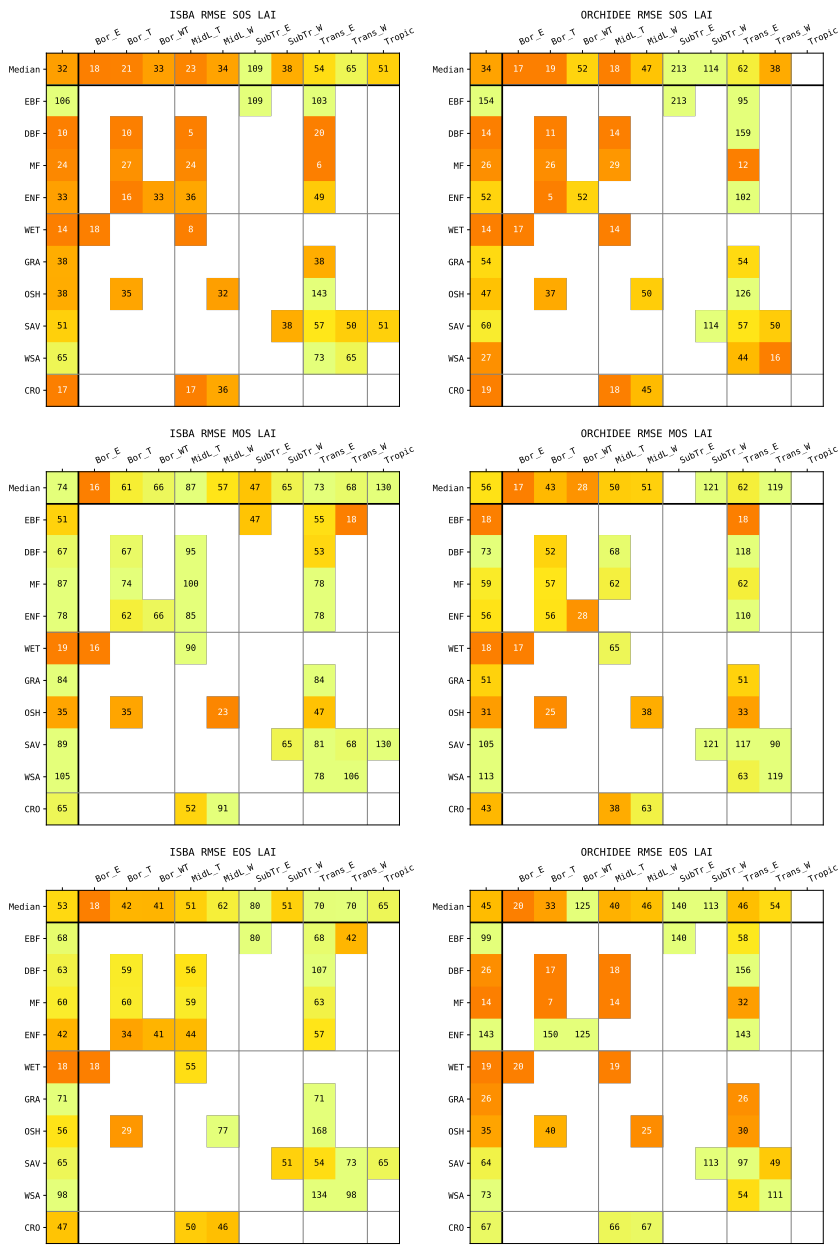 ISBA RMSE SOS LAI
Bor_E Bor_T Bor_WT MidL_T MidL_W SubTr_E SubTr_W Trans_E Trans_W Tropic
Median 32 18 21 33 23 34 109 38 54 65 51
EBF 106 109 103
DBF 10 10 5 20
MF 24 27 24 6
ENF 33 16 33 36 49
WET 14 18 8
GRA 38 38
OSH 38 35 32 143
SAV 51 38 57 50 51
WSA 65 73 65
CRO 17 17 36
ORCHIDEE RMSE SOS LAI
Bor_E Bor_T Bor_WT MidL_T MidL_W SubTr_E SubTr_W Trans_E Trans_W Tropic
Median 34 17 19 52 18 47 213 114 62 38
EBF 154 213 95
DBF 14 11 14 159
MF 26 26 29 12
ENF 52 5 52 102
WET 14 17 14
GRA 54 54
OSH 47 37 50 126
SAV 60 114 57 50
WSA 27 44 16
CRO 19 18 45
ISBA RMSE MOS LAI
Bor_E Bor_T Bor_WT MidL_T MidL_W SubTr_E SubTr_W Trans_E Trans_W Tropic
Median 74 16 61 66 87 57 47 65 73 68 130
EBF 51 47 55 18
DBF 67 67 95 53
MF 87 74 100 78
ENF 78 62 66 85 78
WET 19 16 90
GRA 84 84
OSH 35 35 23 47
SAV 89 65 81 68 130
WSA 105 78 106
CRO 65 52 91
ORCHIDEE RMSE MOS LAI
Bor_E Bor_T Bor_WT MidL_T MidL_W SubTr_E SubTr_W Trans_E Trans_W Tropic
Median 56 17 43 28 50 51 121 62 119
EBF 18 18
DBF 73 52 68 118
MF 59 57 62 62
ENF 56 56 28 110
WET 18 17 65
GRA 51 51
OSH 31 25 38 33
SAV 105 121 117 90
WSA 113 63 119
CRO 43 38 63
ISBA RMSE EOS LAI
Bor_E Bor_T Bor_WT MidL_T MidL_W SubTr_E SubTr_W Trans_E Trans_W Tropic
Median 53 18 42 41 51 62 80 51 70 70 65
EBF 68 80 68 42
DBF 63 59 56 107
MF 60 60 59 63
ENF 42 34 41 44 57
WET 18 18 55
GRA 71 71
OSH 56 29 77 168
SAV 65 51 54 73 65
WSA 98 134 98
CRO 47 50 46
ORCHIDEE RMSE EOS LAI
Bor_E Bor_T Bor_WT MidL_T MidL_W SubTr_E SubTr_W Trans_E Trans_W Tropic
Median 45 20 33 125 40 46 140 113 46 54
EBF 99 140 58
DBF 26 17 18 156
MF 14 7 14 32
ENF 143 150 125 143
WET 19 20 19
GRA 26 26
OSH 35 40 25 30
SAV 64 113 97 49
WSA 73 54 111
CRO 67 66 67